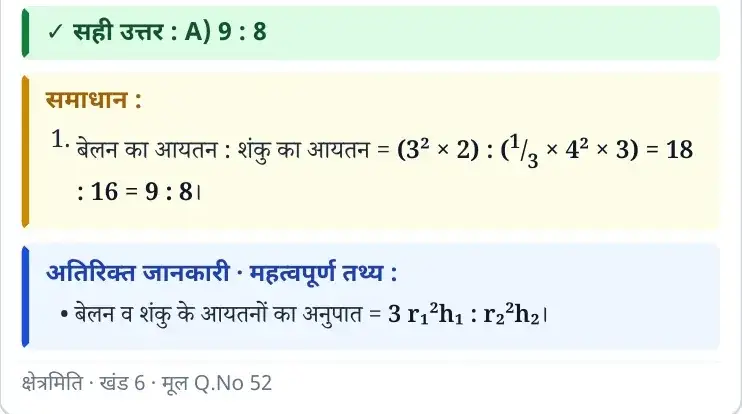 ✓ सही उत्तर : A) 9 : 8
समाधान :
1. बेलन का आयतन : शंकु का आयतन = (3² × 2) : (¹/₃ × 4² × 3) = 18
: 16 = 9 : 8।
अतिरिक्त जानकारी · महत्वपूर्ण तथ्य :
• बेलन व शंकु के आयतनों का अनुपात = 3 r₁²h₁ : r₂²h₂।
क्षेत्रमिति · खंड 6 · मूल Q.No 52